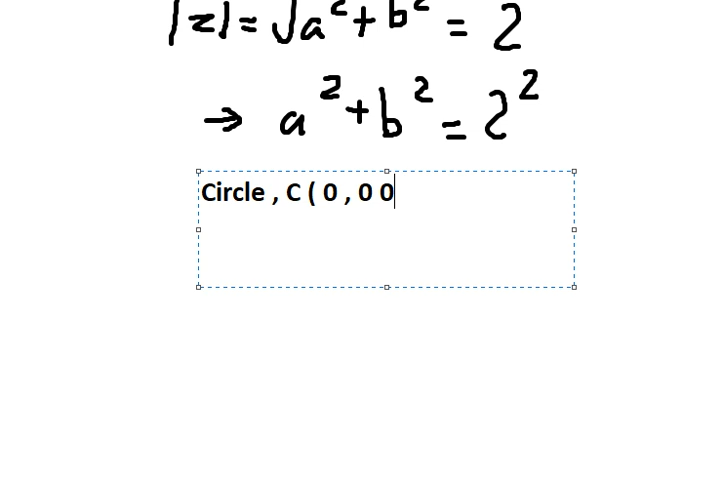 |z| = √a²+b² = 2
→ a²+b² = 2²
Circle , C ( 0 , 0 0